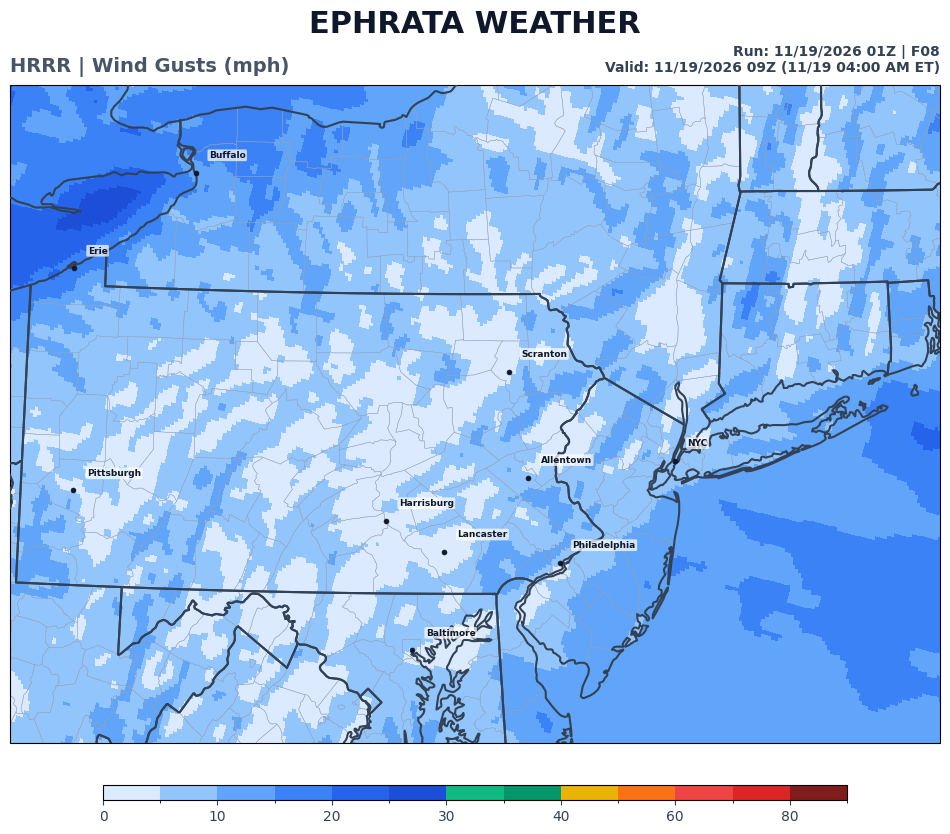 EPHRATA WEATHER
HRRR | Wind Gusts (mph)
Run: 11/19/2026 01Z | F08
Valid: 11/19/2026 09Z (11/19 04:00 AM ET)
Buffalo
Erie
Scranton
NYC
Allentown
Pittsburgh
Harrisburg
Lancaster
Philadelphia
Baltimore
0 10 20 30 40 50 60 70 80